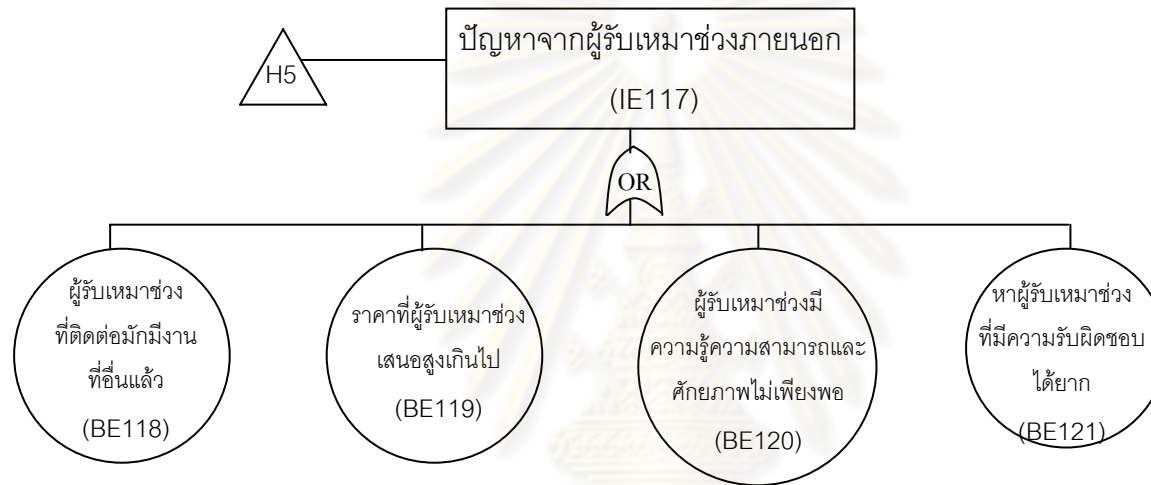 ปัญหาจากผู้รับเหมาช่วงภายนอก
(IE117)
H5
OR
ผู้รับเหมาช่วง
ที่ติดต่อมักมีงาน
ที่อื่นแล้ว
(BE118)
ราคาที่ผู้รับเหมาช่วง
เสนอสูงเกินไป
(BE119)
ผู้รับเหมาช่วงมี
ความรู้ความสามารถและ
ศักยภาพไม่เพียงพอ
(BE120)
หาผู้รับเหมาช่วง
ที่มีความรับผิดชอบ
ได้ยาก
(BE121)